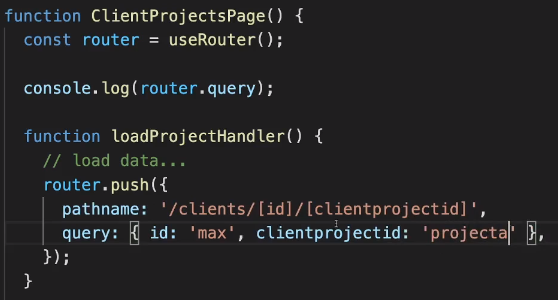 function ClientProjectsPage() {
const router = useRouter();
console.log(router.query);
function loadProjectHandler() {
// load data...
router.push({
pathname: '/clients/[id]/[clientprojectid]',
query: { id: 'max', clientprojectid: 'projecta' },
});
}